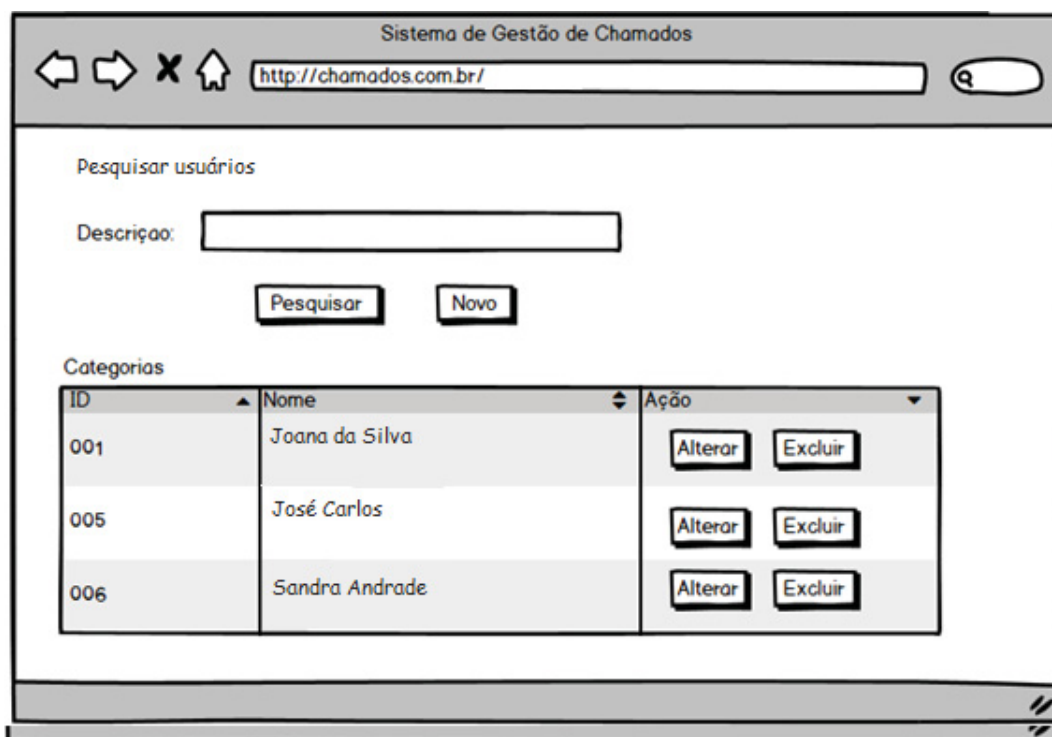 Sistema de Gestão de Chamados
http://chamados.com.br/
Pesquisar usuários
Descriçao:
Pesquisar Novo
Categorias
ID Nome Ação
001 Joana da Silva Alterar Excluir
005 José Carlos Alterar Excluir
006 Sandra Andrade Alterar Excluir